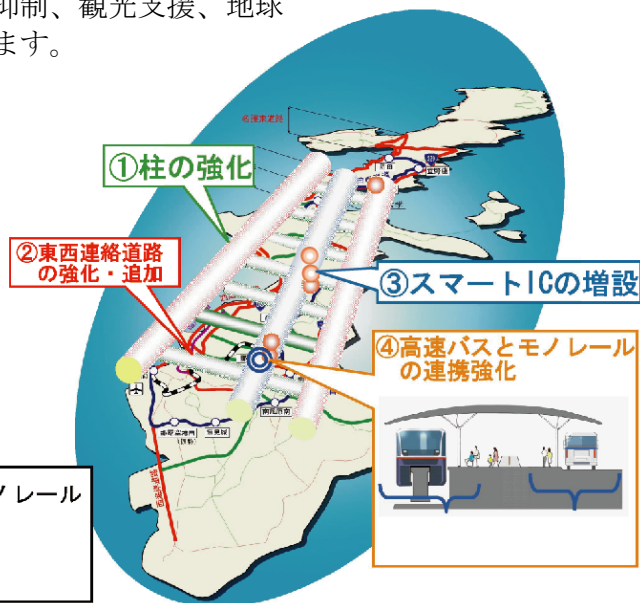 抑制、観光支援、地球
ます。
①柱の強化
②東西連絡道路
の強化・追加
③スマートICの増設
④高速バスとモノレール
の連携強化
ノレール